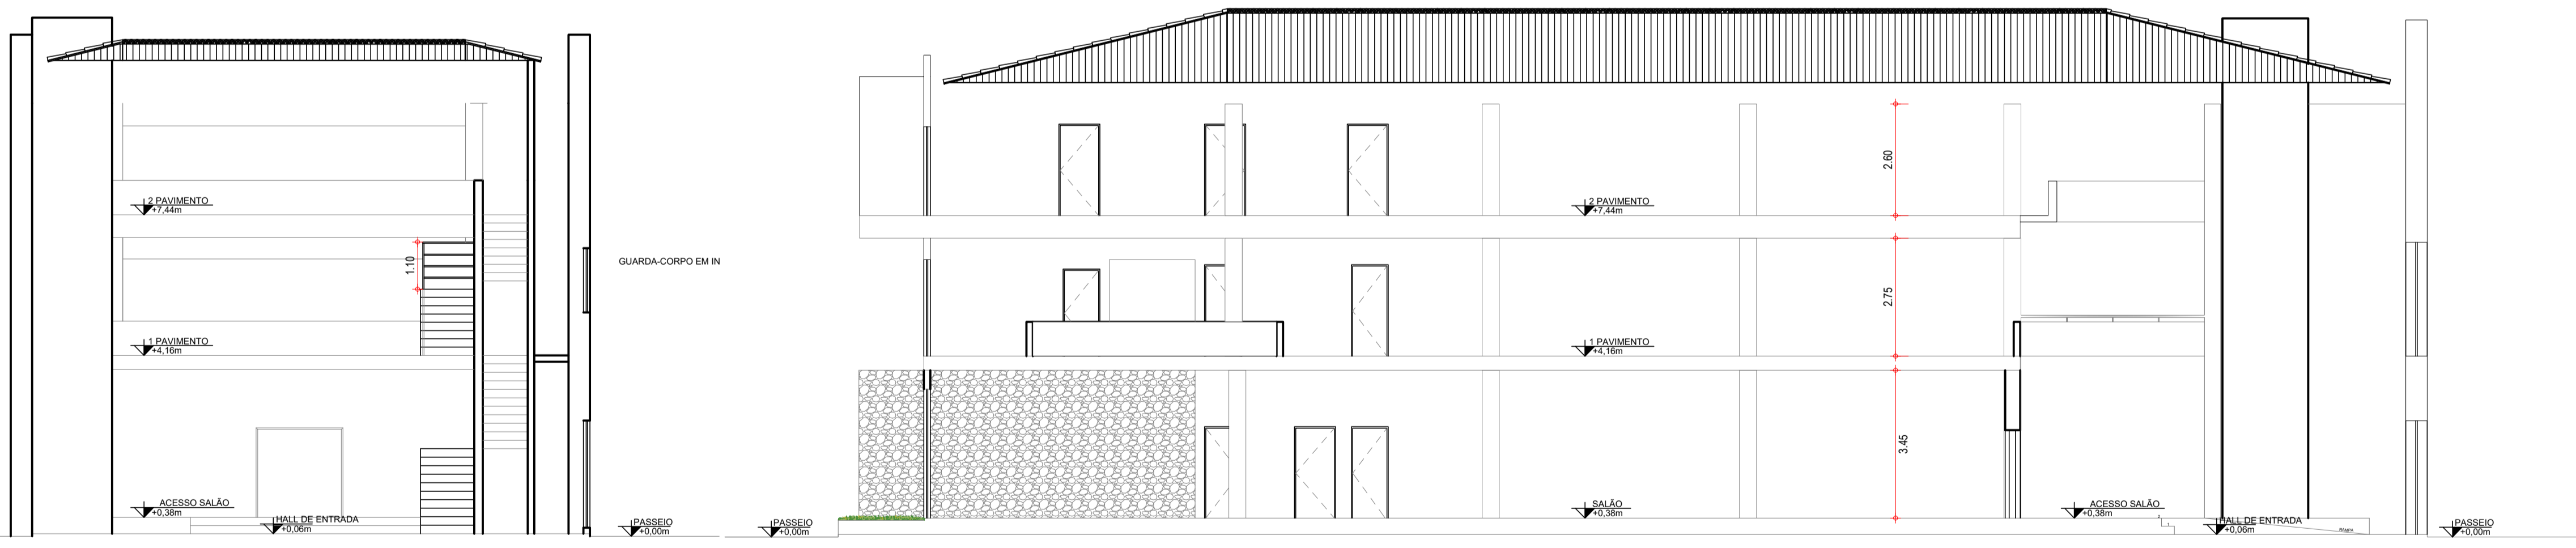 2 PAVIMENTO
+7,44m
1.10
1 PAVIMENTO
+4,16m
ACESSO SALÃO
+0,38m
HALL DE ENTRADA
+0,06m
GUARDA-CORPO EM IN
PASSEIO
+0,00m
PASSEIO
+0,00m
2 PAVIMENTO
+7,44m
2.60
2.75
1 PAVIMENTO
+4,16m
3.45
SALÃO
+0,38m
ACESSO SALÃO
+0,38m
2
1
HALL DE ENTRADA
+0,06m
RAMPA
PASSEIO
+0,00m